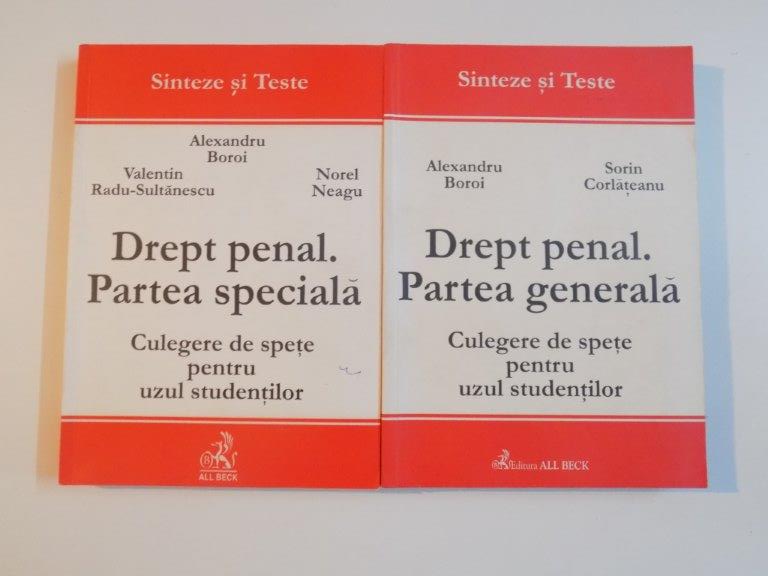 Sinteze și Teste
Alexandru
Boroi
Valentin
Radu-Sultănescu
Norel
Neagu
Drept penal.
Partea specială
Culegere de spețe
pentru
uzul studenților
ALL BECK
Sinteze și Teste
Alexandru
Boroi
Sorin
Corlățeanu
Drept penal.
Partea generală
Culegere de spețe
pentru
uzul studenților
Editura ALL BECK